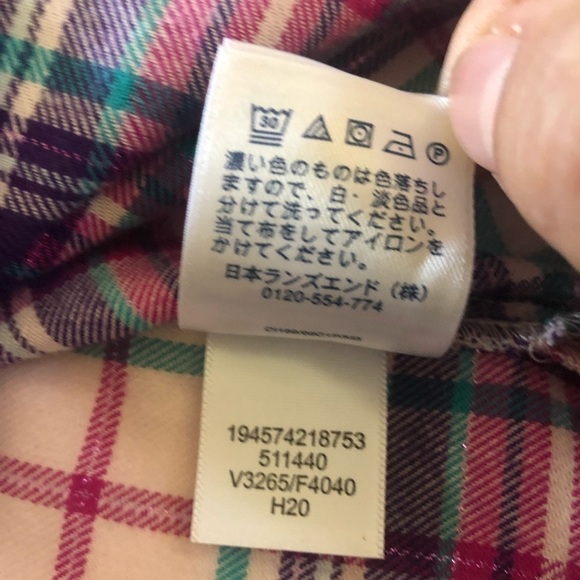 30
P
濃い色のものは色落ちし
ますので、白・淡色品と
分けて洗ってください。
当て布をしてアイロンを
かけてください。
日本ランズエンド（株）
0120-554-774
194574218753
511440
V3265/F4040
H20